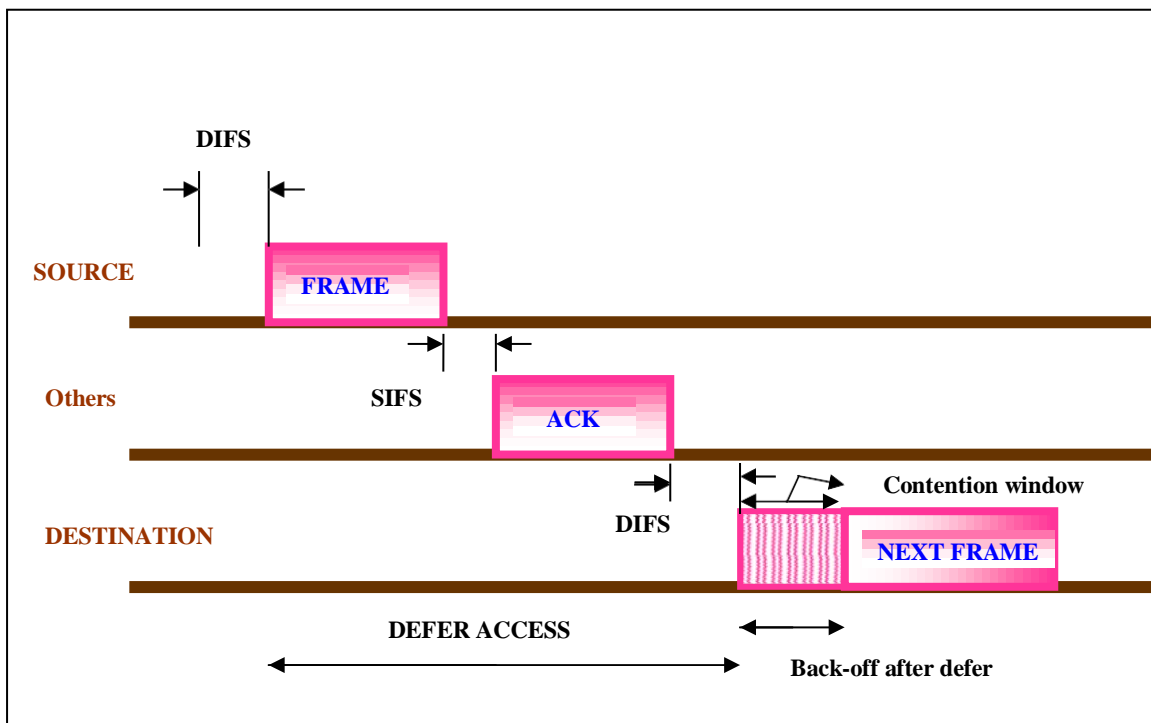 DIFS
SOURCE
FRAME
Others
SIFS
ACK
Contention window
DIFS
DESTINATION
NEXT FRAME
DEFER ACCESS
Back-off after defer